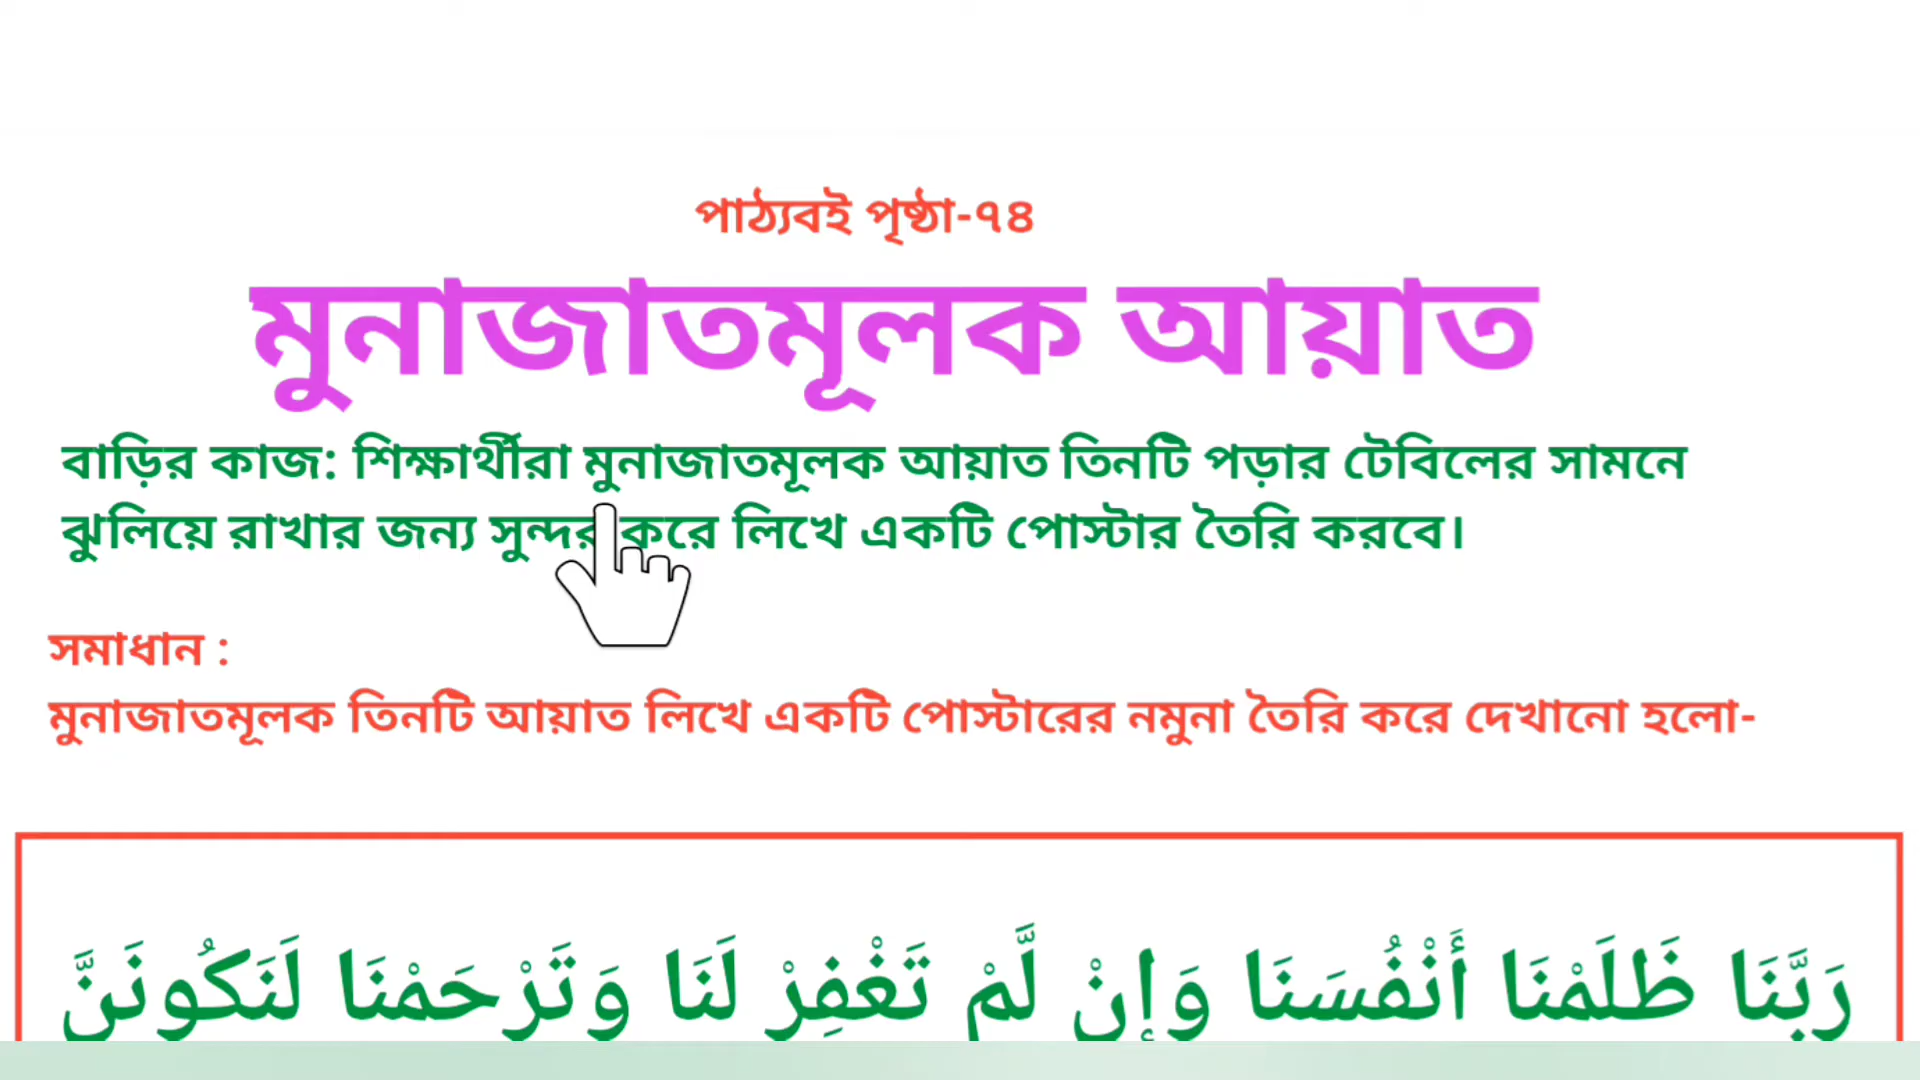 পাঠ্যবই পৃষ্ঠা-৭৪
মুনাজাতমূলক আয়াত
বাড়ির কাজ: শিক্ষার্থীরা মুনাজাতমূলক আয়াত তিনটি পড়ার টেবিলের সামনে
ঝুলিয়ে রাখার জন্য সুন্দর করে লিখে একটি পোস্টার তৈরি করবে।
সমাধান :
মুনাজাতমূলক তিনটি আয়াত লিখে একটি পোস্টারের নমুনা তৈরি করে দেখানো হলো-
رَبَّنَا ظَلَمْنَا أَنْفُسَنَا وَإِنْ لَّمْ تَغْفِرْ لَنَا وَتَرْحَمْنَا لَنَكُونَنَّ